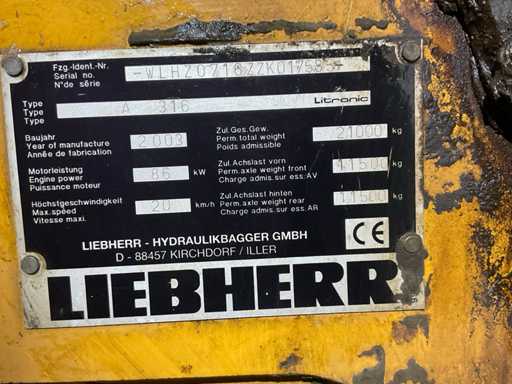 Fzg.-Ident.-Nr.
Serial no.
N°de série
Type
Type
Type
A 316
Litronic
Baujahr
Year of manufacture
Année de fabrication
2003
Zul.Ges.Gew.
Perm.total weight
Poids admissible
21000 kg
Motorleistung
Engine power
Puissance moteur
86 kW
Zul.Achslast vorn
Perm.axle weight front
Charge admis.sur ess:AV
11500 kg
Höchstgeschwindigkeit
Max.speed
Vitesse maxi.
20 km/h
Zul.Achslast hinten
Perm.axle weight rear
Charge admis.sur ess:AR
11500 kg
LIEBHERR - HYDRAULIKBAGGER GMBH
D - 88457 KIRCHDORF / ILLER
CE
LIEBHERR